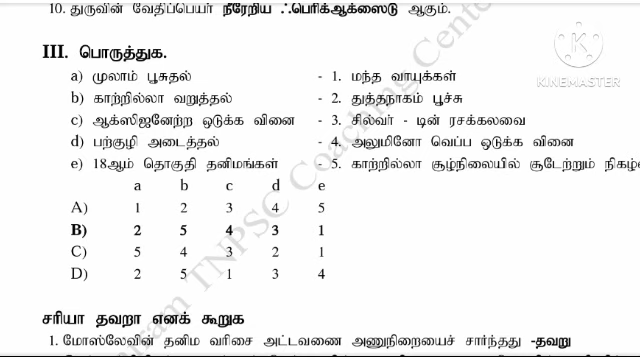 10. துருவின் வேதிப்பெயர் நீரேறிய ஃபெரிக்ஆக்ஸைடு ஆகும்.
III. பொருத்துக.
a) முலாம் பூசுதல் - 1. மந்த வாயுக்கள்
b) காற்றில்லா வறுத்தல் - 2. துத்தநாகம் பூச்சு
c) ஆக்ஸிஜனேற்ற ஒடுக்க வினை - 3. சில்வர் - டின் ரசக்கலவை
d) பற்குழி அடைத்தல் - 4. அலுமினோ வெப்ப ஒடுக்க வினை
e) 18ஆம் தொகுதி தனிமங்கள் - 5. காற்றில்லா சூழ்நிலையில் சூடேற்றும்
a b c d e
A) 1 2 3 4 5
B) 2 5 4 3 1
C) 5 4 3 2 1
D) 2 5 1 3 4
சரியா தவறா எனக் கூறுக
1. மோஸ்லேவின் தனிம வரிசை அட்டவணை அணுநிறையைச் சார்ந்தது -தவறு
TNPSC Coaching
KINEMASTER